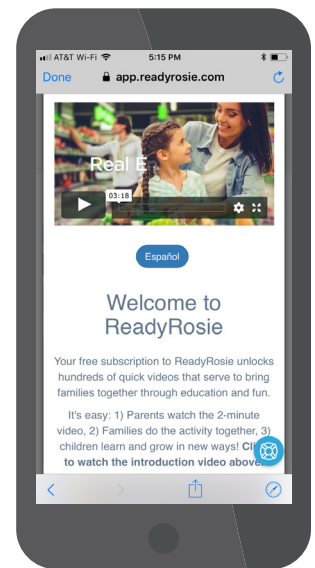 AT&T Wi-Fi 5:15 PM
Done app.readyrosie.com
Real E
03:18
Español
Welcome to
ReadyRosie
Your free subscription to ReadyRosie unlocks
hundreds of quick videos that serve to bring
families together through education and fun.
It's easy: 1) Parents watch the 2-minute
video, 2) Families do the activity together, 3)
children learn and grow in new ways!
to watch the introduction video above.